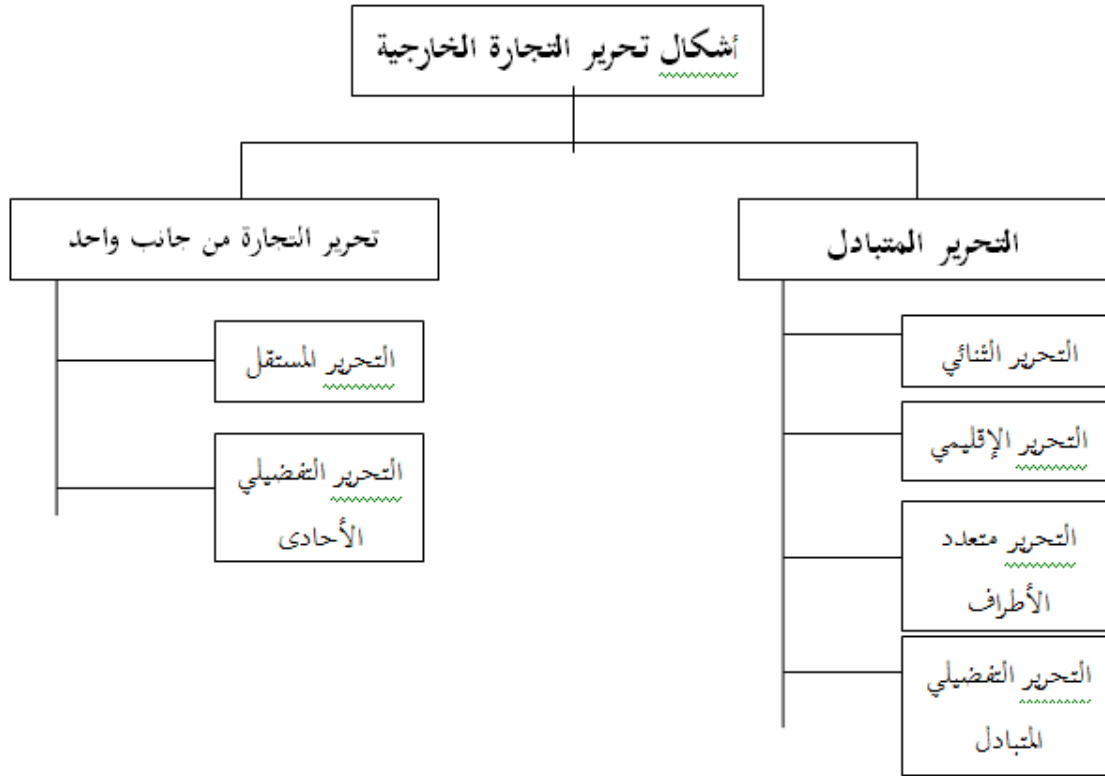 أشكال تحرير التجارة الخارجية
التحرير المتبادل
التحرير الثنائي
التحرير الإقليمي
التحرير متعدد
الأطراف
التحرير التفضيلي
المتبادل
تحرير التجارة من جانب واحد
التحرير المستقل
التحرير التفضيلي
الأحادى